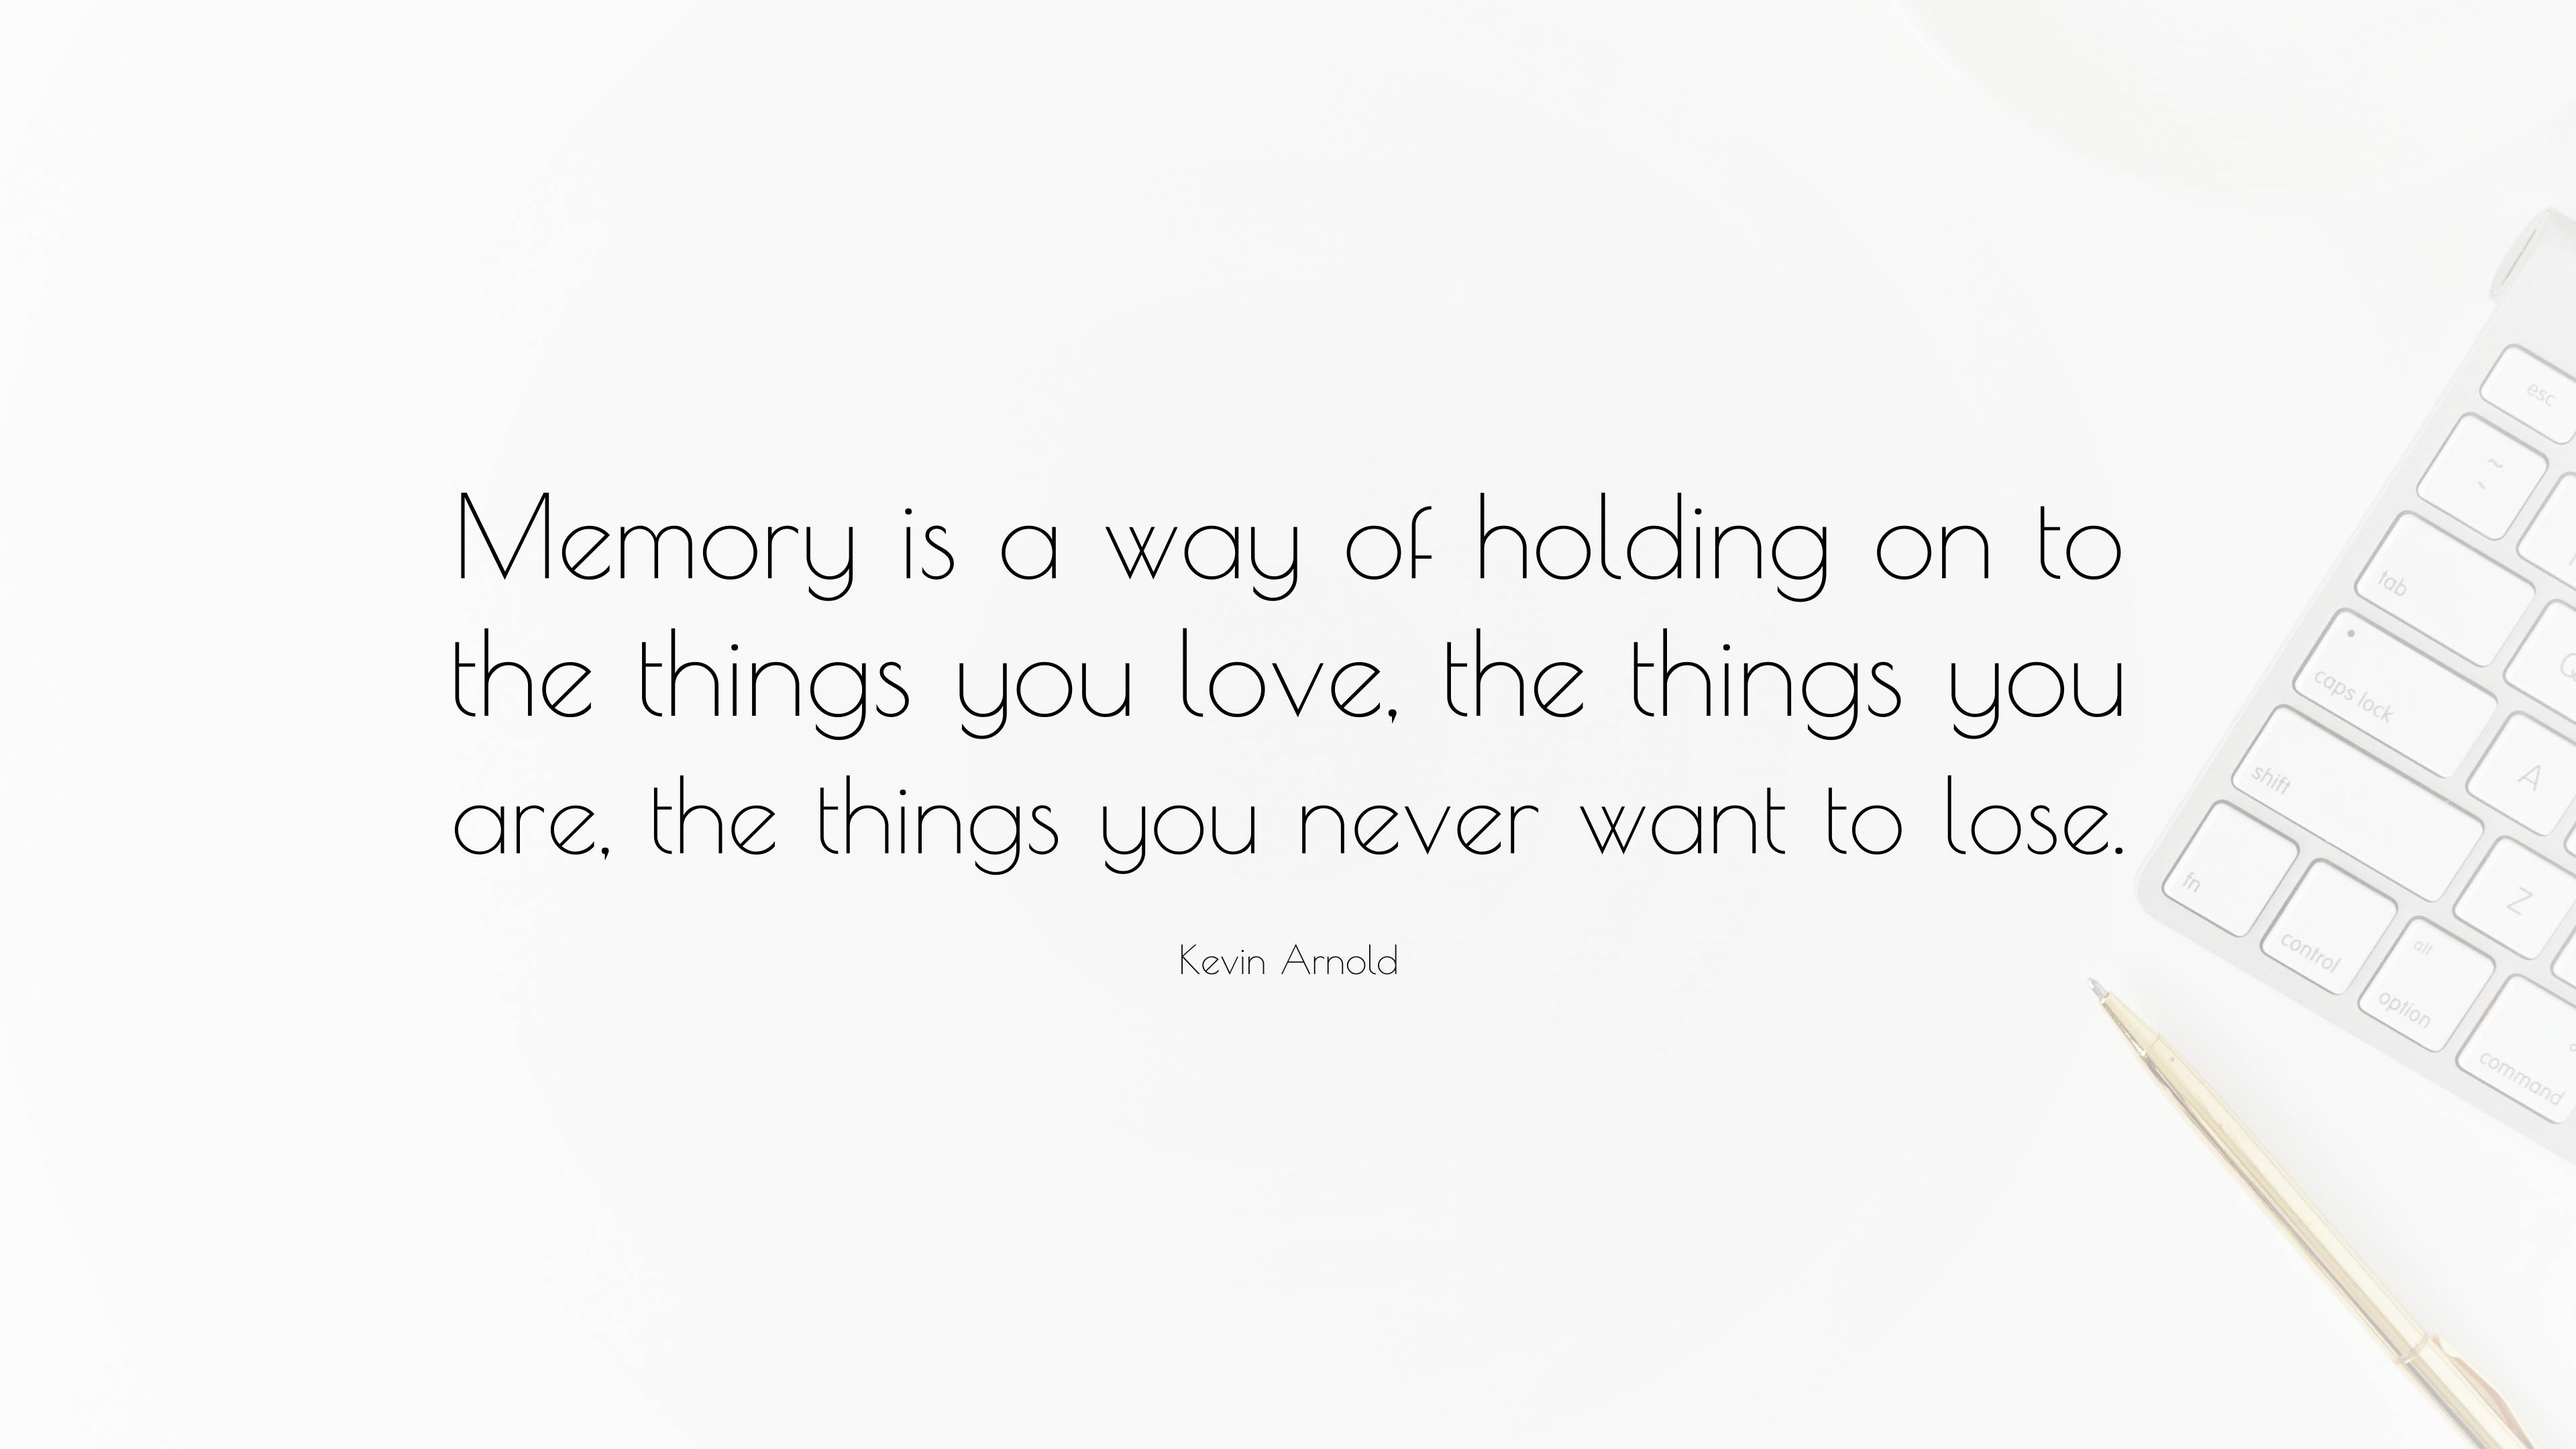 Memory is a way of holding on to
the things you love, the things you
are, the things you never want to lose.
Kevin Arnold
esc
~
tab
caps lock
A
shift
Z
fn
control
alt
option
command